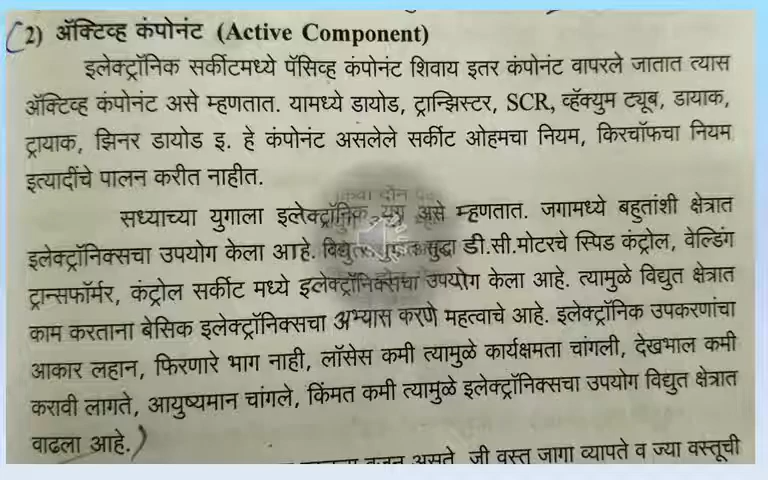 (2) ॲक्टिव्ह कंपोनंट (Active Component)
इलेक्ट्रॉनिक सर्कीटमध्ये पॅसिव्ह कंपोनंट शिवाय इतर कंपोनंट वापरले जातात त्यास
ॲक्टिव्ह कंपोनंट असे म्हणतात. यामध्ये डायोड, ट्रान्झिस्टर, SCR, व्हॅक्युम ट्यूब, डायाक,
ट्रायाक, झिनर डायोड इ. हे कंपोनंट असलेले सर्कीट ओहमचा नियम, किरचॉफचा नियम
इत्यादींचे पालन करीत नाहीत.
सध्याच्या युगाला इलेक्ट्रॉनिक युग असे म्हणतात. जगामध्ये बहुतांशी क्षेत्रात
इलेक्ट्रॉनिक्सचा उपयोग केला आहे. सुद्धा डी.सी.मोटरचे स्पिड कंट्रोल, वेल्डिंग
ट्रान्सफॉर्मर, कंट्रोल सर्कीट मध्ये इलेक्ट्रॉनिक्सचा उपयोग केला आहे. त्यामुळे विद्युत क्षेत्रात
काम करताना बेसिक इलेक्ट्रॉनिक्सचा अभ्यास करणे महत्वाचे आहे. इलेक्ट्रॉनिक उपकरणांचा
आकार लहान, फिरणारे भाग नाही, लॉसेस कमी त्यामुळे कार्यक्षमता चांगली, देखभाल कमी
करावी लागते, आयुष्यमान चांगले, किंमत कमी त्यामुळे इलेक्ट्रॉनिक्सचा उपयोग विद्युत क्षेत्रात
वाढला आहे.)
वजन असते, जी वस्तु जागा व्यापते व ज्या वस्तूची